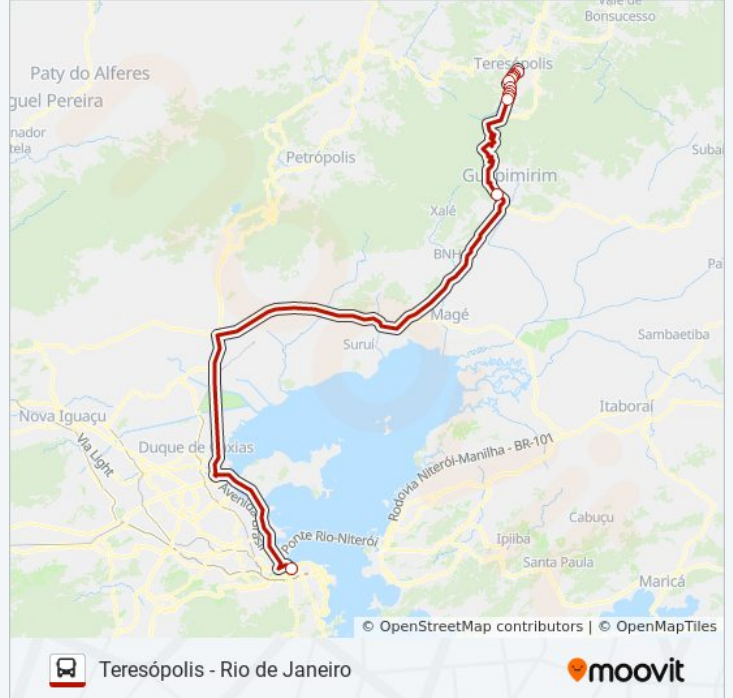 Vale de
Bonsucesso
Teresópolis
Paty do Alferes
guel Pereira
nador
tela
Petrópolis
Subai
Guapimirim
Xalé
BNH
Pa
Magé
Suruí
Sambaetiba
Itaboraí
Nova Iguaçu
Via Light
Duque de Caxias
Rodovia Niterói-Manilha - BR-101
Avenida Brasil
Ponte Rio-Niterói
Cabuçu
Ipiiba
Santa Paula
Maricá
© OpenStreetMap contributors | © OpenMapTiles
Teresópolis - Rio de Janeiro
moovit